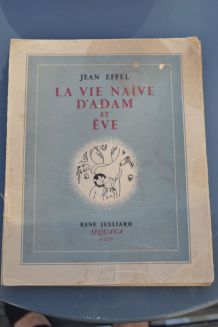 JEAN EFFEL
LA VIE NAÏVE
D'ADAM
ET
ÈVE
RENÉ JULLIARD
SEQUANA
PARIS